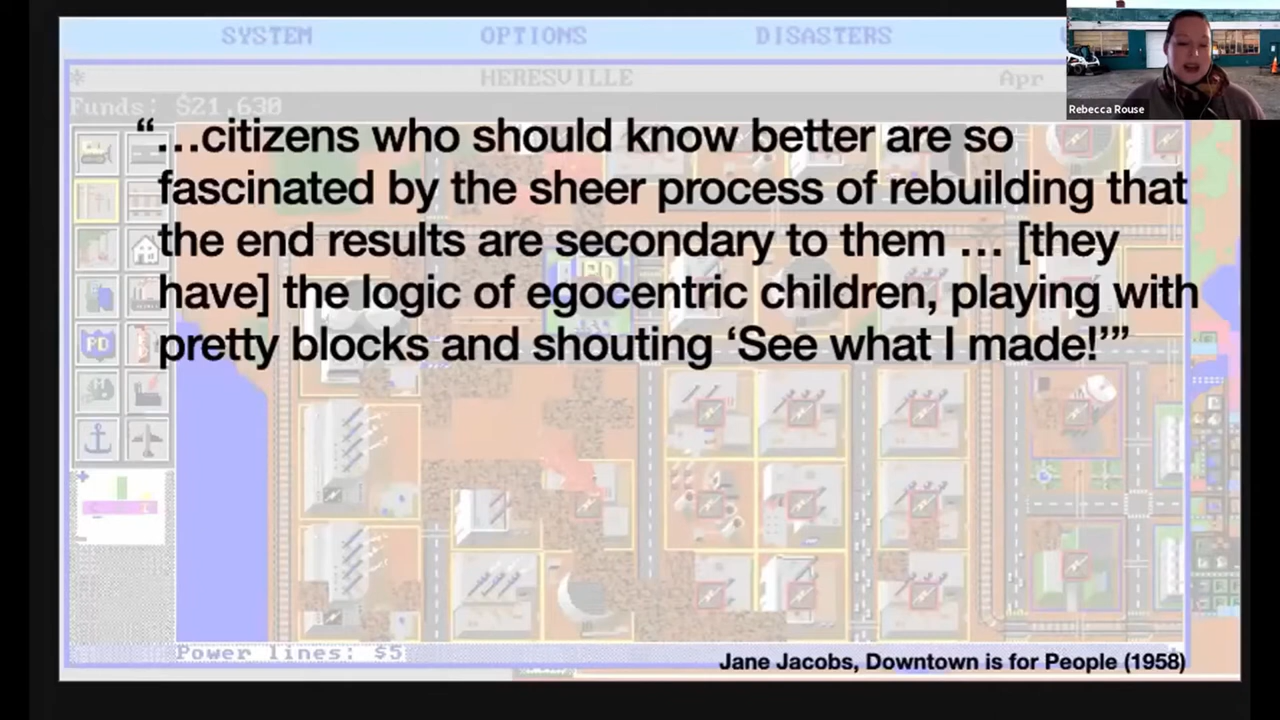 SYSTEM OPTIONS DISASTERS
HERESVILLE Apr
Funds: $21,630
Rebecca Rouse
“…citizens who should know better are so
fascinated by the sheer process of rebuilding that
the end results are secondary to them … [they
have] the logic of egocentric children, playing with
pretty blocks and shouting ‘See what I made!’”
PD
Power lines: $5
Jane Jacobs, Downtown is for People (1958)